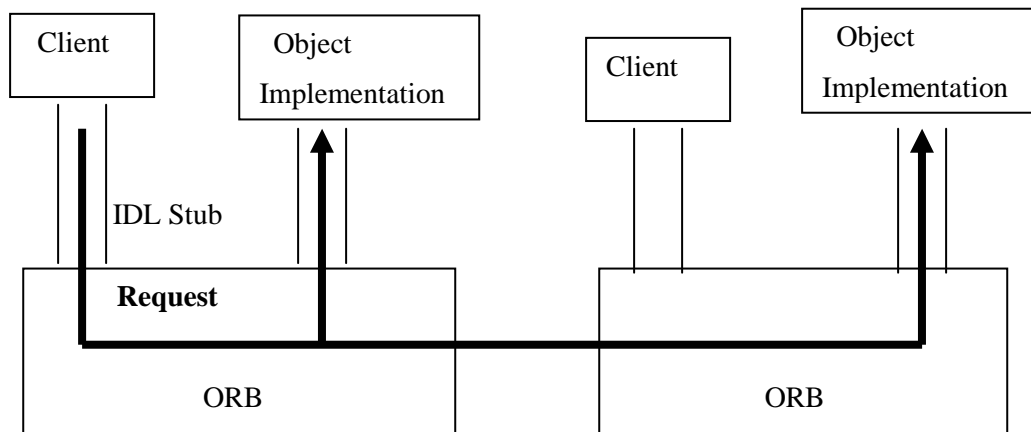 Client
Object
Implementation
Client
Object
Implementation
IDL Stub
Request
ORB
ORB